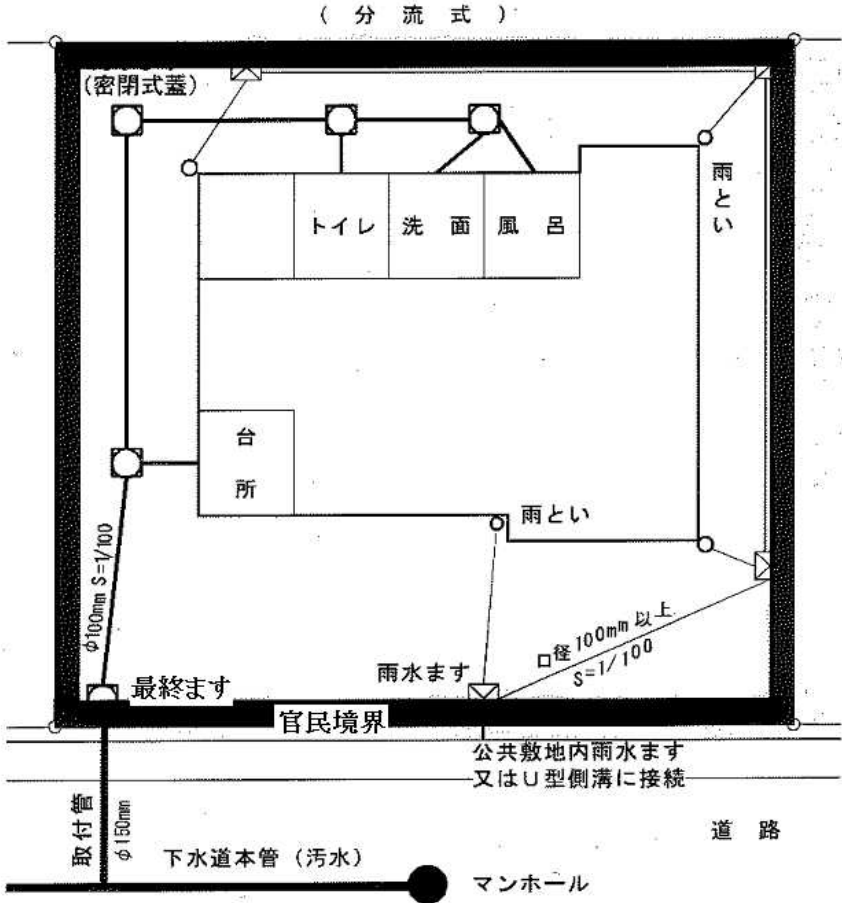 (分流式)
(密閉式蓋)
トイレ
洗面
風呂
雨とい
台所
雨とい
φ100mm S=1/100
口径100mm以上
S=1/100
雨水ます
最終ます
官民境界
公共敷地内雨水ます
又はU型側溝に接続
取付管
φ150mm
道路
下水道本管(汚水)
マンホール